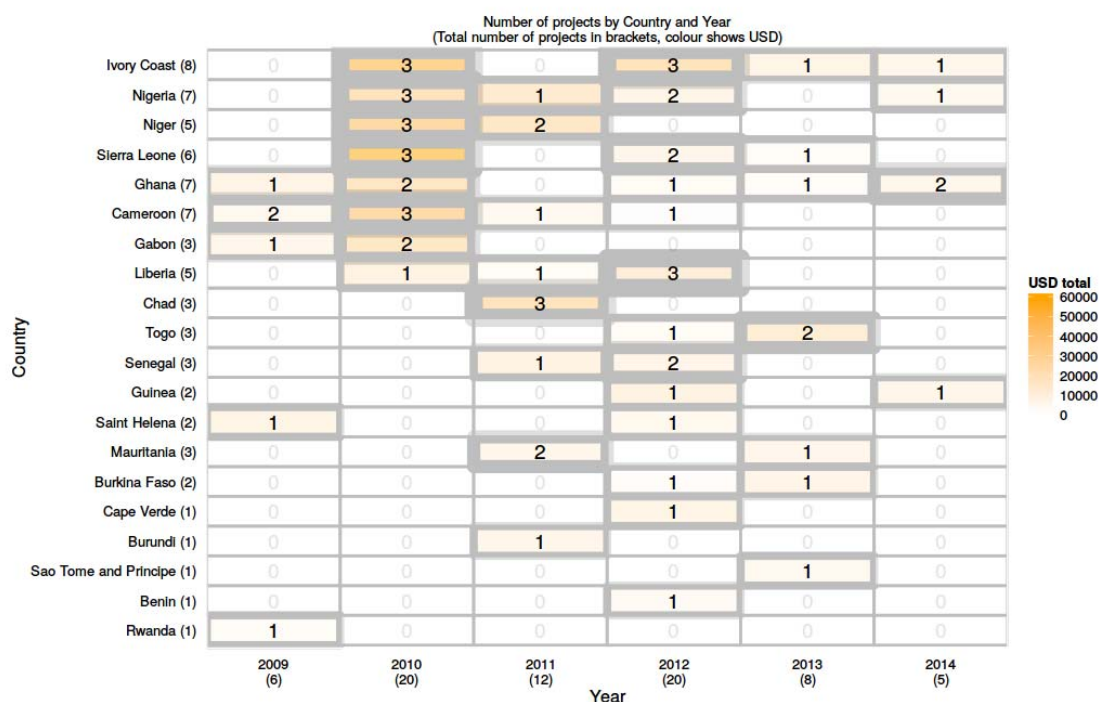 Number of projects by Country and Year
(Total number of projects in brackets, colour shows USD)
Ivory Coast (8) 0 3 0 3 1 1
Nigeria (7) 0 3 1 2 0 1
Niger (5) 0 3 2 0 0 0
Sierra Leone (6) 0 3 0 2 1 0
Ghana (7) 1 2 0 1 1 2
Cameroon (7) 2 3 1 1 0 0
Gabon (3) 1 2 0 0 0 0
Liberia (5) 0 1 1 3 0 0
Chad (3) 0 0 3 0 0 0
Togo (3) 0 0 0 1 2 0
Senegal (3) 0 0 1 2 0 0
Guinea (2) 0 0 0 1 0 1
Saint Helena (2) 1 0 0 1 0 0
Mauritania (3) 0 0 2 0 1 0
Burkina Faso (2) 0 0 0 1 1 0
Cape Verde (1) 0 0 0 1 0 0
Burundi (1) 0 0 1 0 0 0
Sao Tome and Principe (1) 0 0 0 0 1 0
Benin (1) 0 0 0 1 0 0
Rwanda (1) 1 0 0 0 0 0
2009 2010 2011 2012 2013 2014
(6) (20) (12) (20) (8) (5)
Year
Country
USD total
60000
50000
40000
30000
20000
10000
0